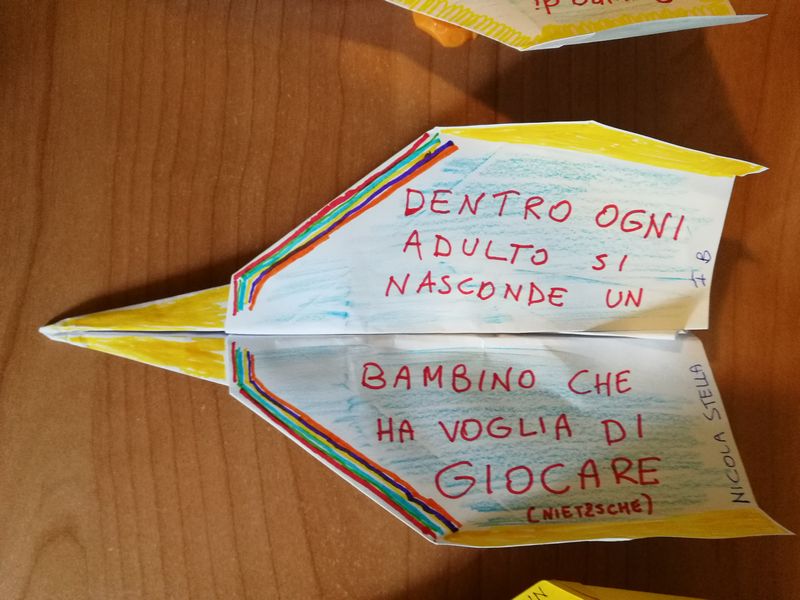 DENTRO OGNI
ADULTO SI
NASCONDE UN
I B
BAMBINO CHE
HA VOGLIA DI
GIOCARE
(NIETZSCHE)
NICOLA STELLA